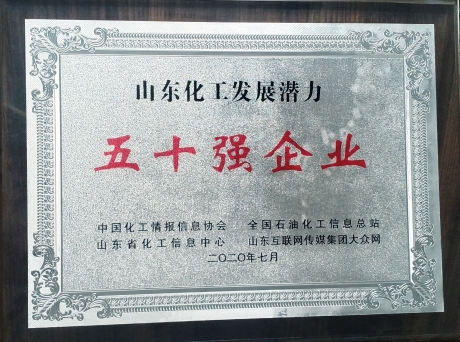 山东化工发展潜力
五十强企业
中国化工情报信息协会 全国石油化工信息总站
山东省化工信息中心 山东互联网传媒集团大众网
二〇二〇年七月